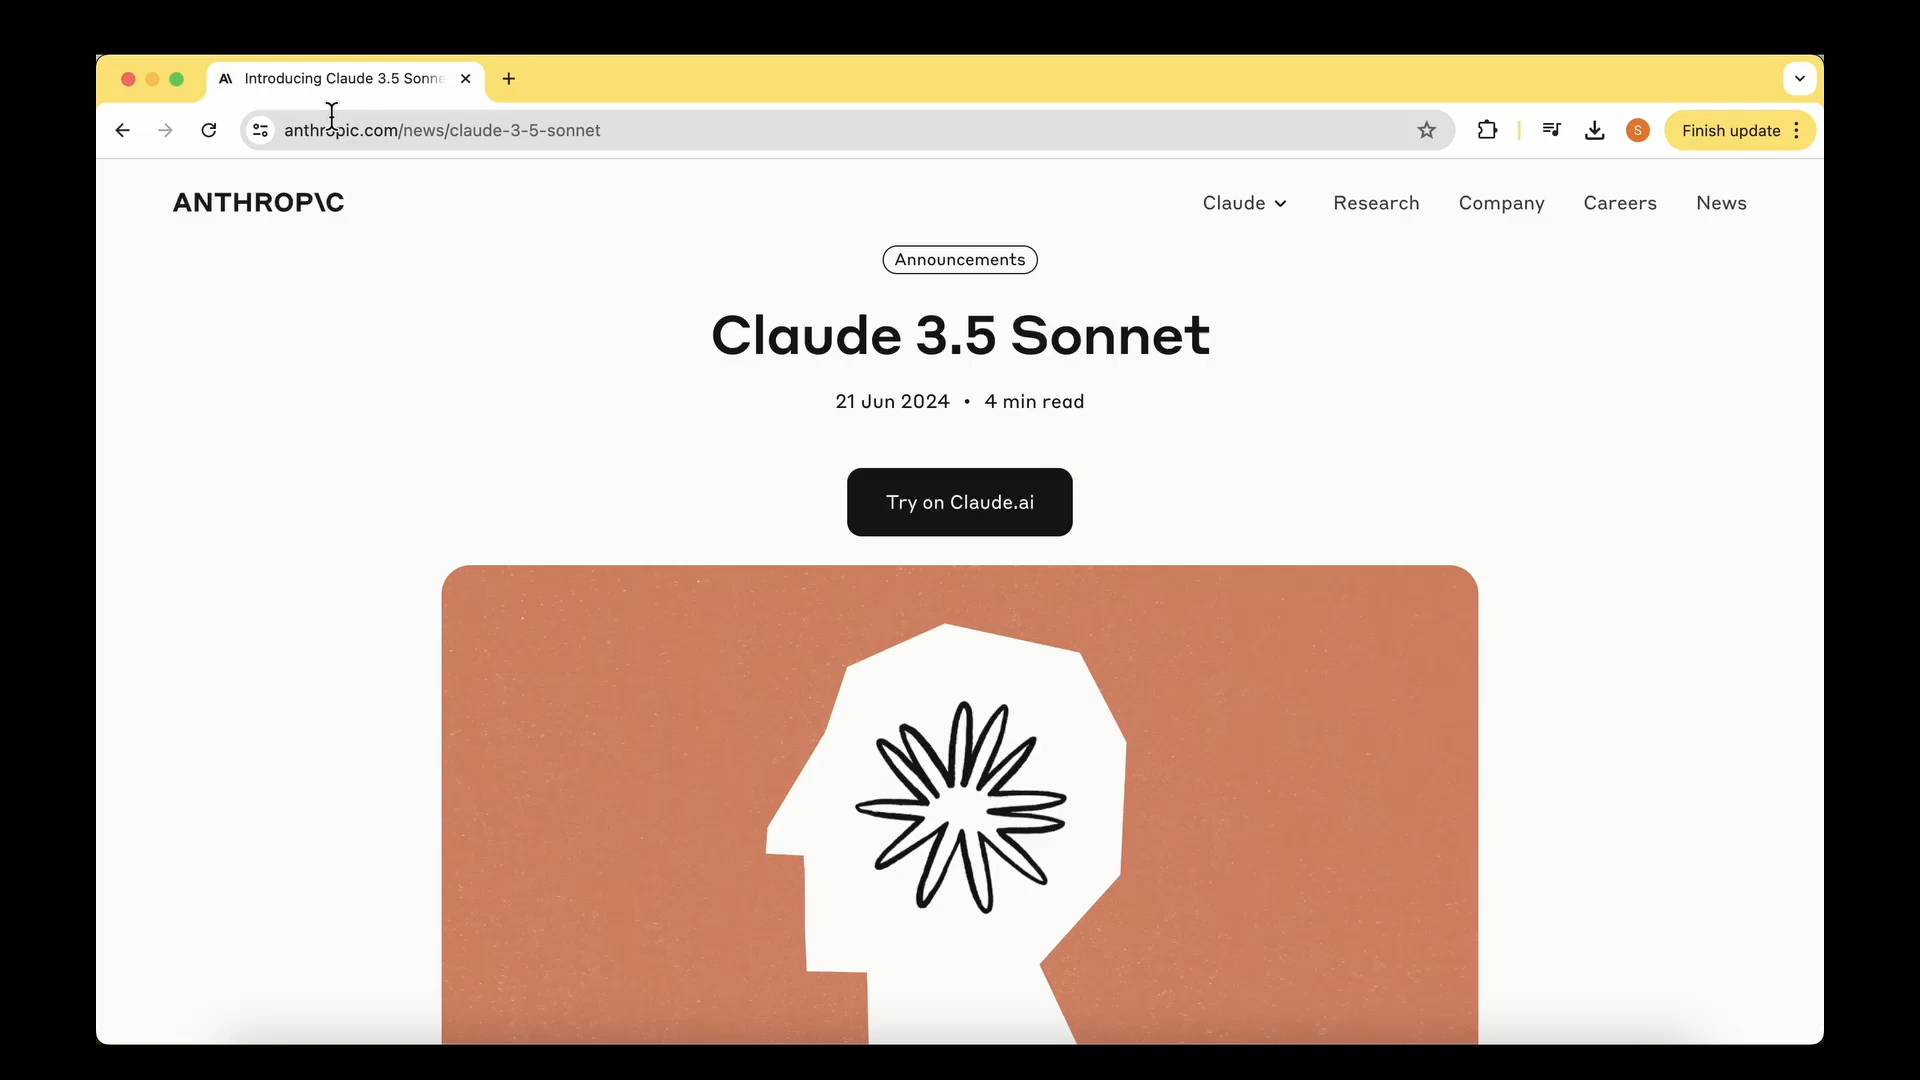 Introducing Claude 3.5 Sonne
anthropic.com/news/claude-3-5-sonnet
S
Finish update
ANTHROP\C
Claude
Research
Company
Careers
News
Announcements
Claude 3.5 Sonnet
21 Jun 2024 • 4 min read
Try on Claude.ai